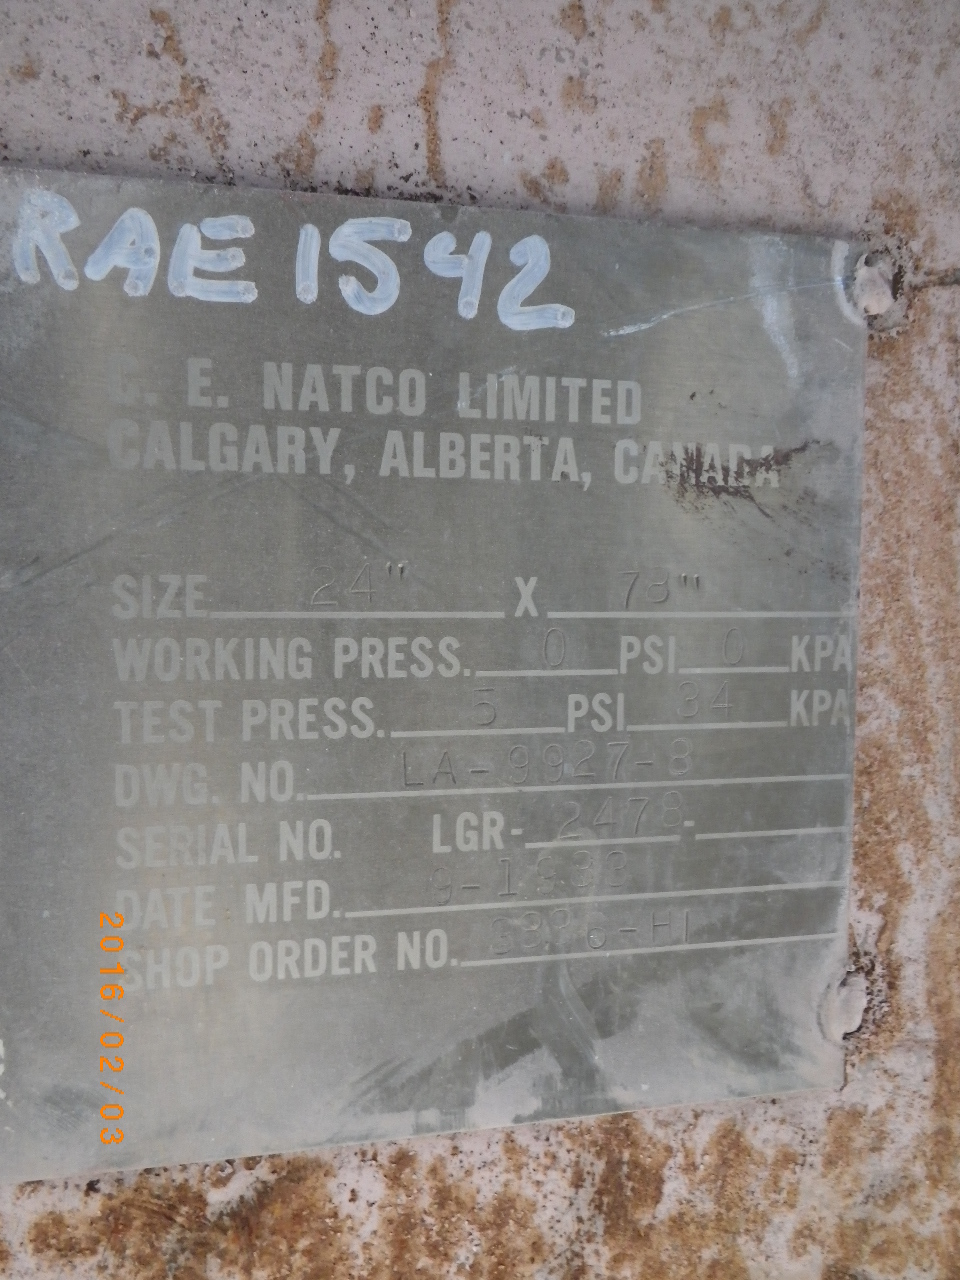 RAE 1542
C. E. NATCO LIMITED
CALGARY, ALBERTA, CANADA
SIZE 24" X 78"
WORKING PRESS. 0 PSI 0 KPA
TEST PRESS. 5 PSI 34 KPA
DWG. NO. LA-9927-8
SERIAL NO. LGR- 2478 -
DATE MFD.
SHOP ORDER NO.
2016/02/03